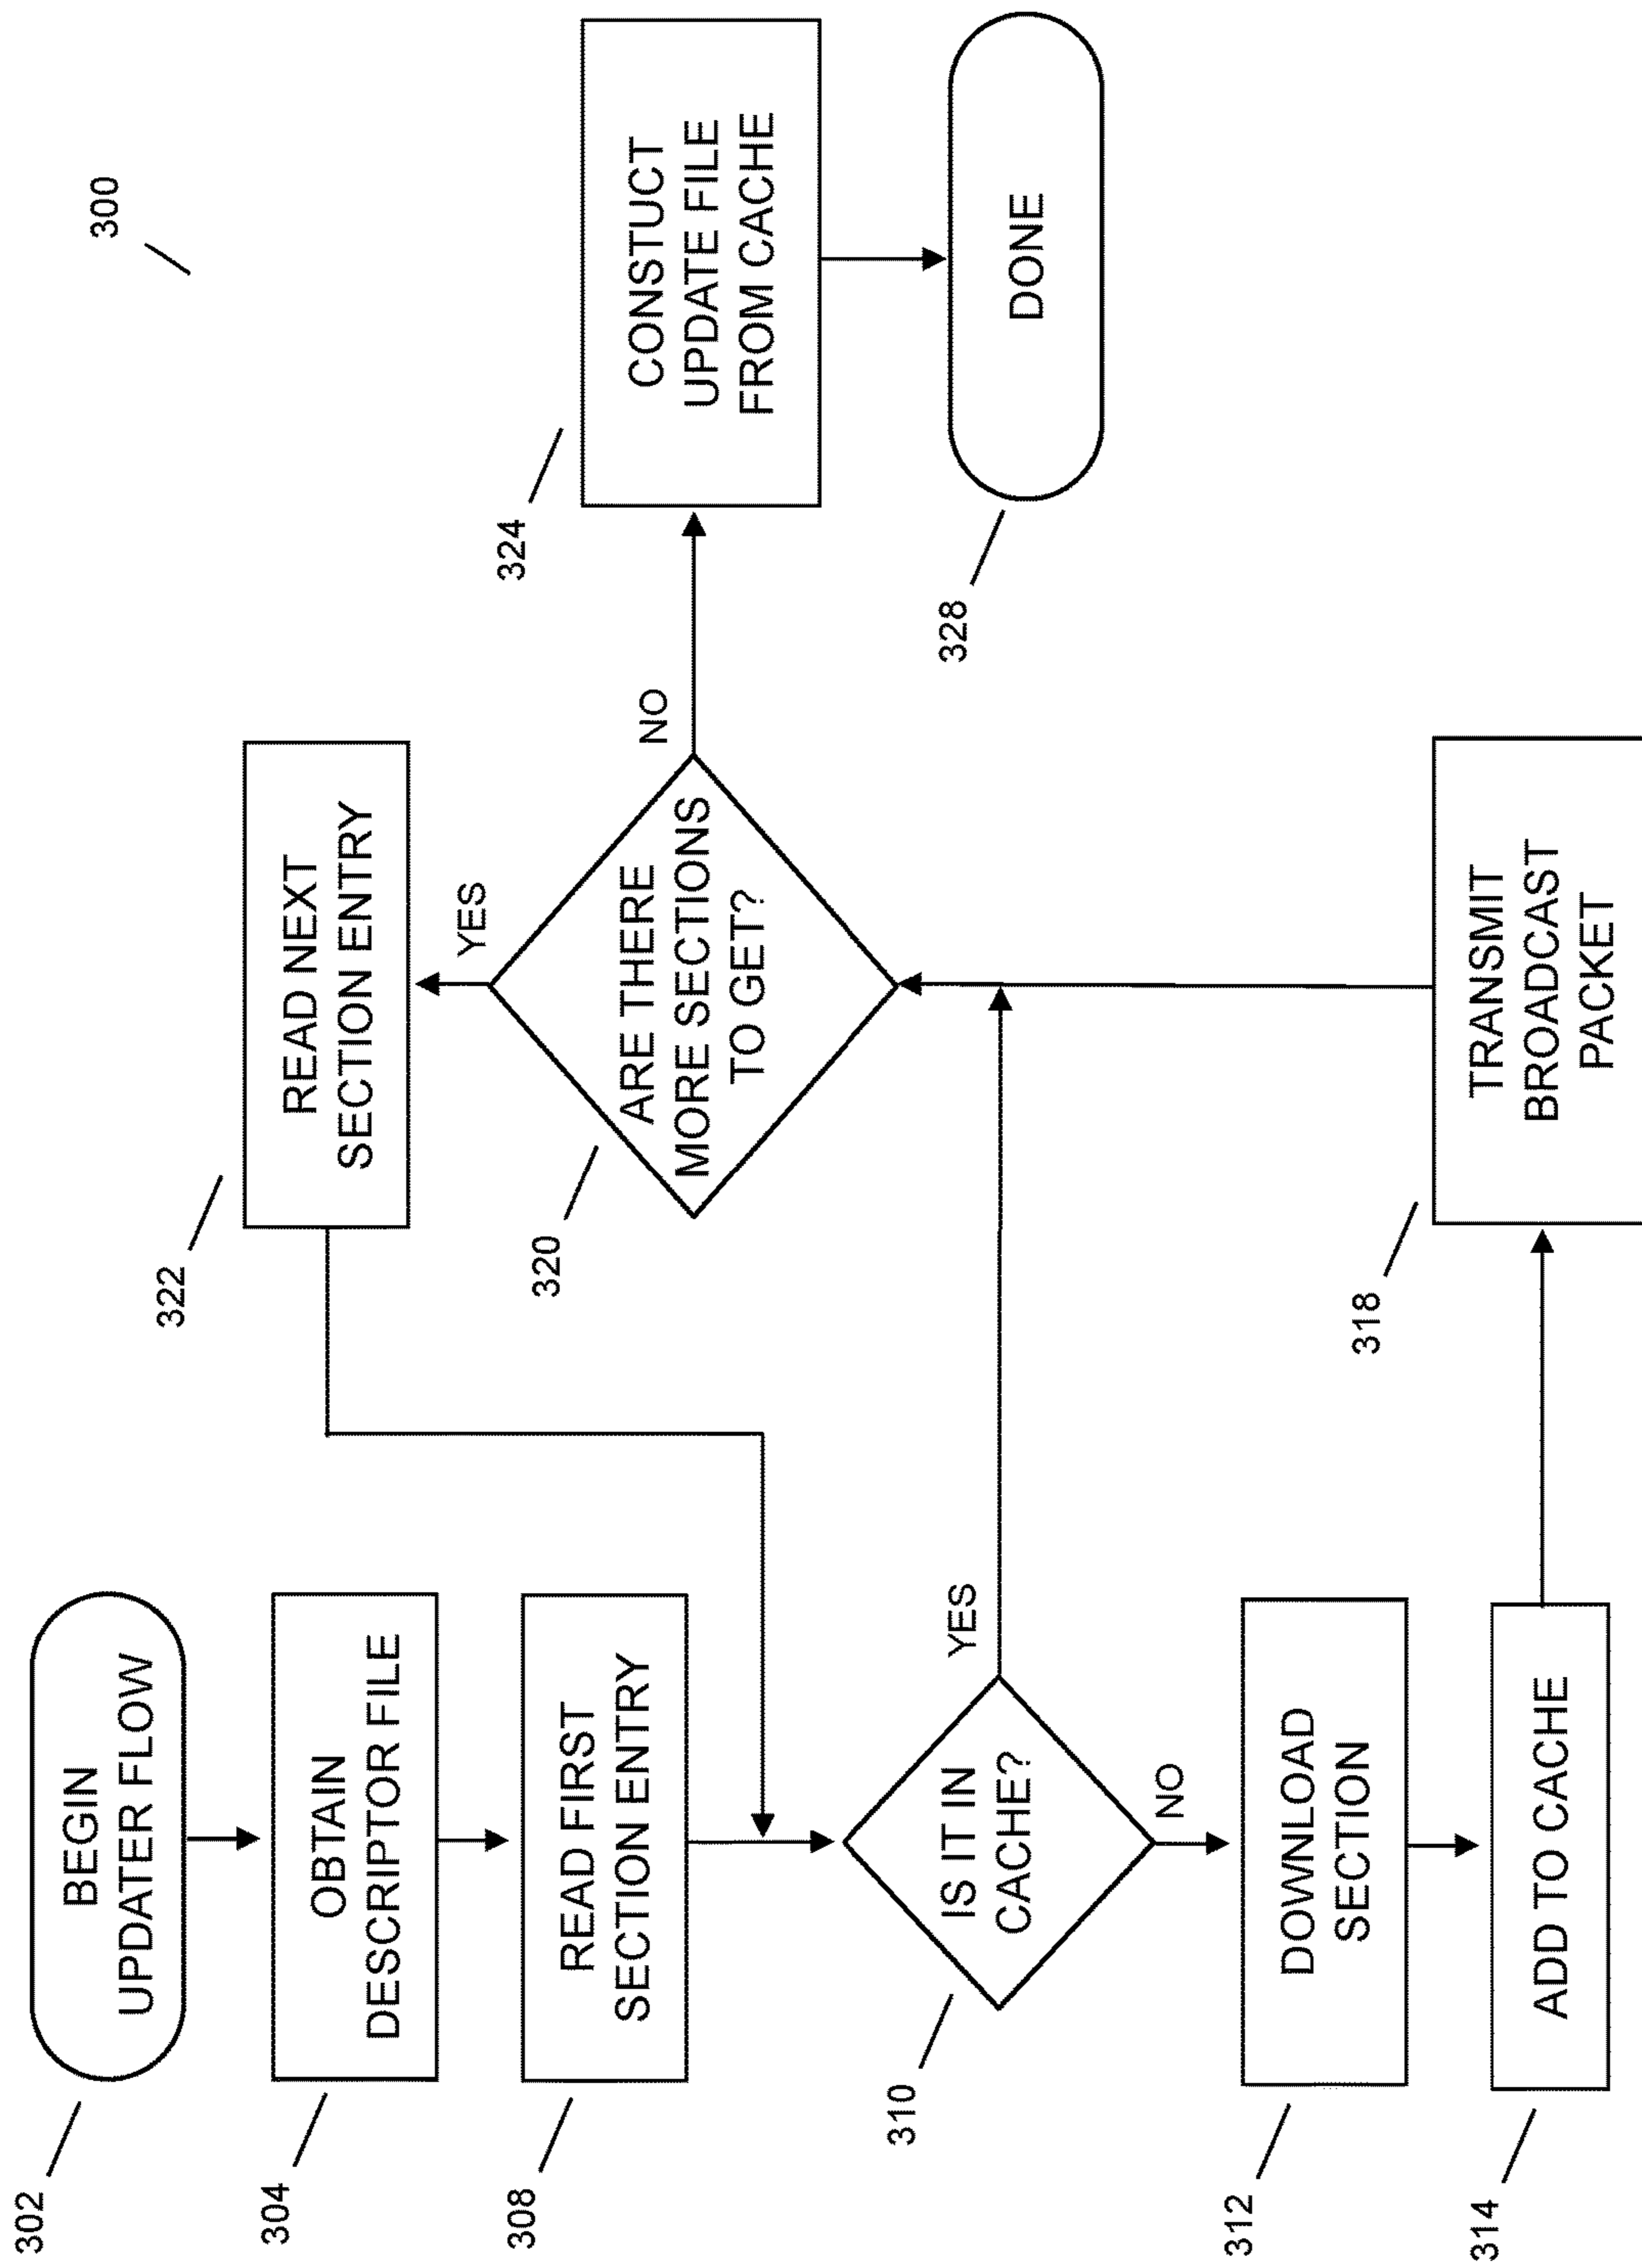 300
302
BEGIN
UPDATER FLOW
304
OBTAIN
DESCRIPTOR FILE
308
READ FIRST
SECTION ENTRY
310
IS IT IN
CACHE?
YES
NO
312
DOWNLOAD
SECTION
314
ADD TO CACHE
318
TRANSMIT
BROADCAST
PACKET
320
ARE THERE
MORE SECTIONS
TO GET?
YES
NO
322
READ NEXT
SECTION ENTRY
324
CONSTUCT
UPDATE FILE
FROM CACHE
328
DONE